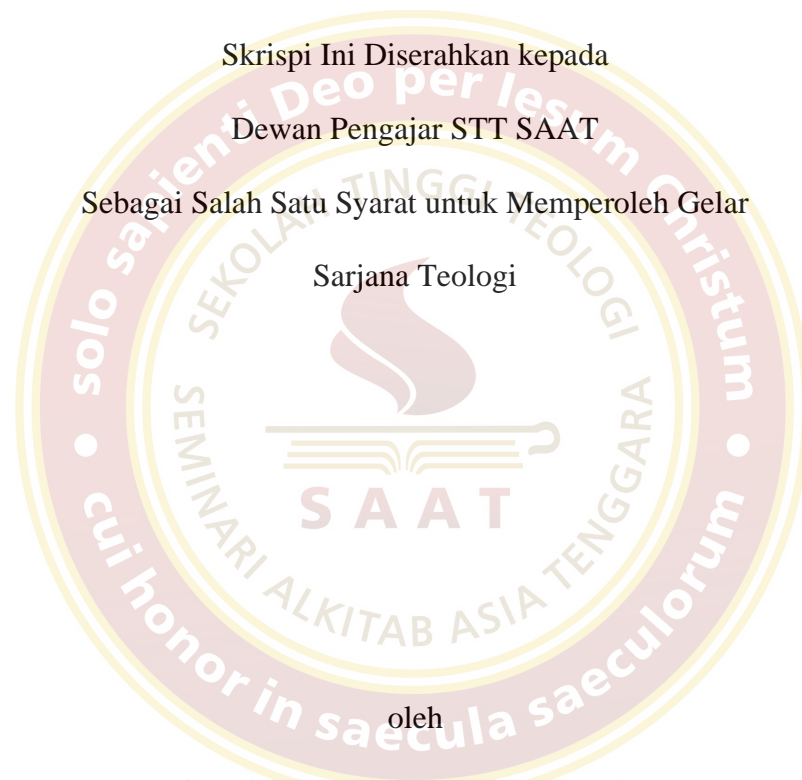 Skripsi Ini Diserahkan kepada
Dewan Pengajar STT SAAT
Sebagai Salah Satu Syarat untuk Memperoleh Gelar
Sarjana Teologi
oleh
solo sapienti Deo per Iesum Christum
cui honor in saecula saeculorum
SEKOLAH TINGGI TEOLOGI
SEMINARI ALKITAB ASIA TENGGARA
SAAT